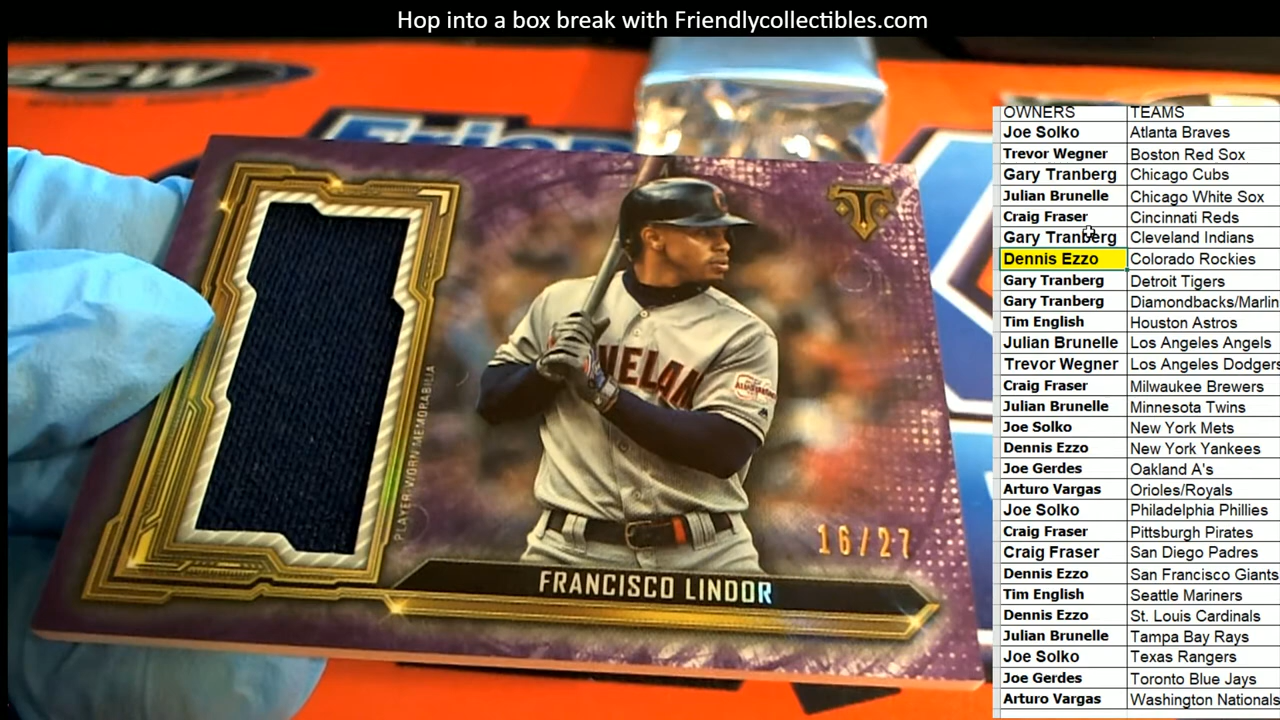 Hop into a box break with Friendlycollectibles.com
BCW
Frien
T
PLAYER-WORN MEMORABILIA
16/27
FRANCISCO LINDOR
OWNERS TEAMS
Joe Solko Atlanta Braves
Trevor Wegner Boston Red Sox
Gary Tranberg Chicago Cubs
Julian Brunelle Chicago White Sox
Craig Fraser Cincinnati Reds
Gary Tranberg Cleveland Indians
Dennis Ezzo Colorado Rockies
Gary Tranberg Detroit Tigers
Gary Tranberg Diamondbacks/Marlin
Tim English Houston Astros
Julian Brunelle Los Angeles Angels
Trevor Wegner Los Angeles Dodgers
Craig Fraser Milwaukee Brewers
Julian Brunelle Minnesota Twins
Joe Solko New York Mets
Dennis Ezzo New York Yankees
Joe Gerdes Oakland A's
Arturo Vargas Orioles/Royals
Joe Solko Philadelphia Phillies
Craig Fraser Pittsburgh Pirates
Craig Fraser San Diego Padres
Dennis Ezzo San Francisco Giants
Tim English Seattle Mariners
Dennis Ezzo St. Louis Cardinals
Julian Brunelle Tampa Bay Rays
Joe Solko Texas Rangers
Joe Gerdes Toronto Blue Jays
Arturo Vargas Washington Nationals